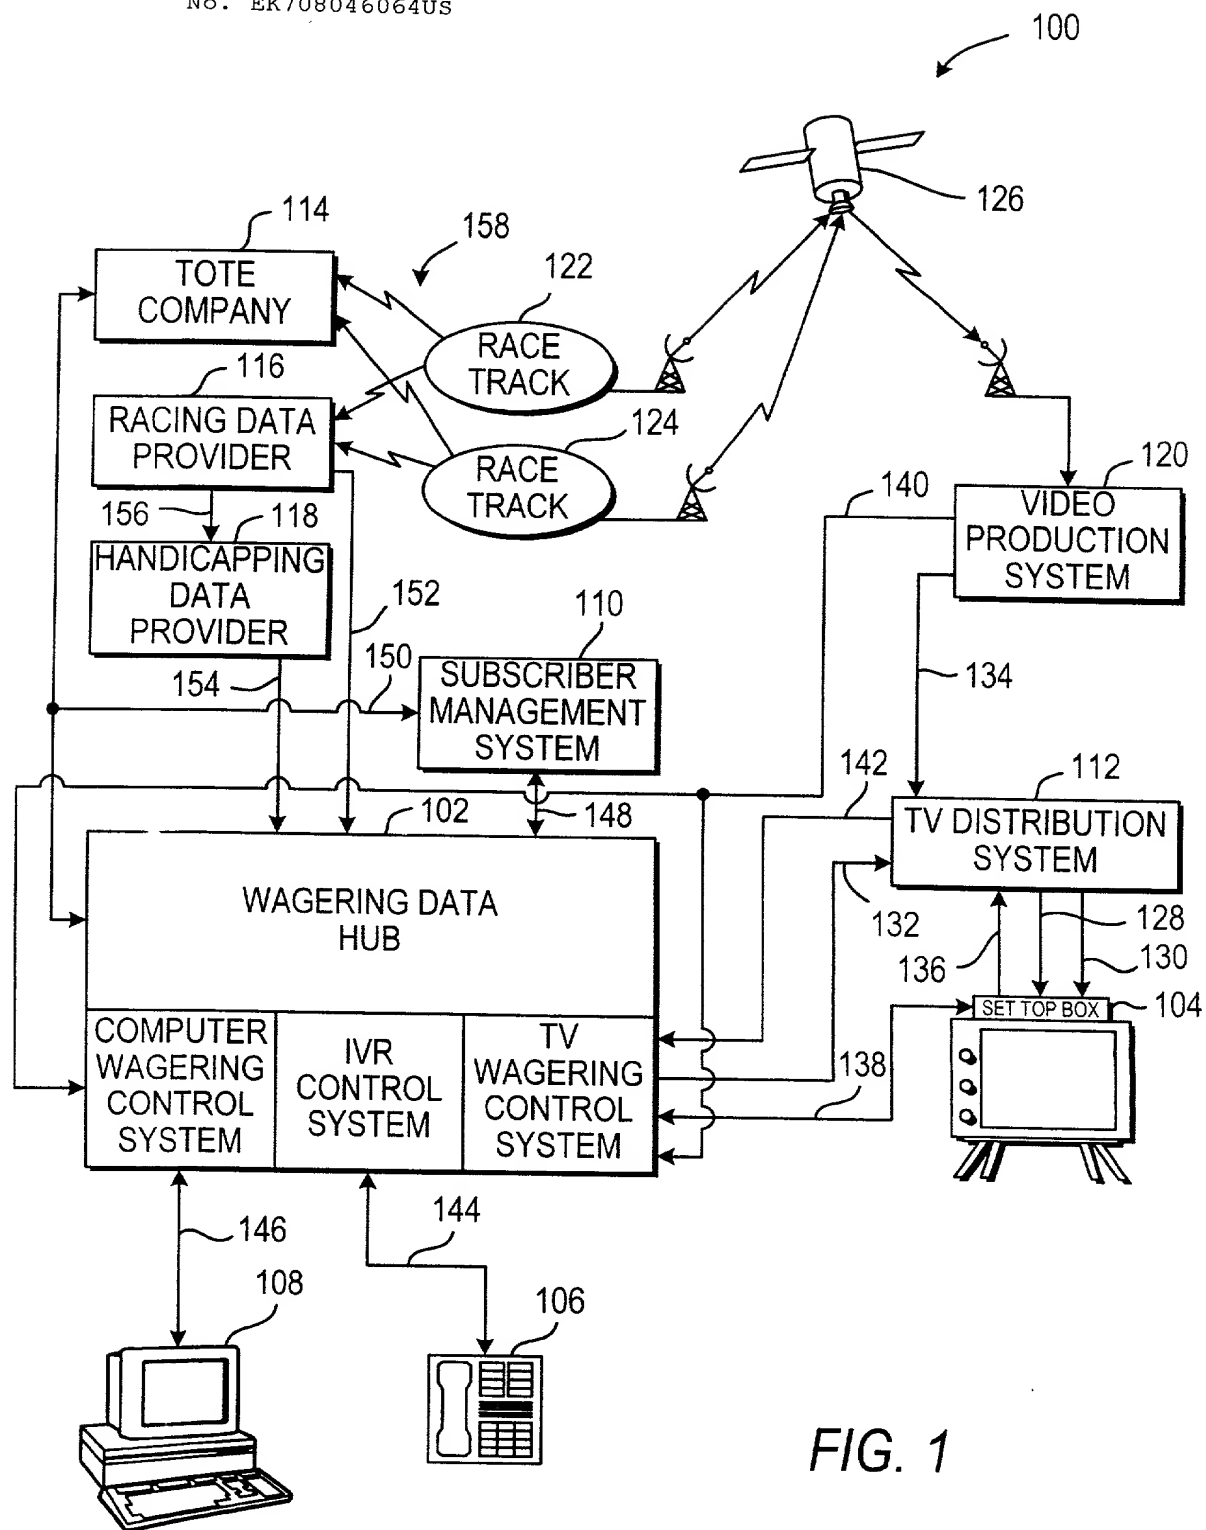 No. EK708046064US
100
126
114
158
TOTE
COMPANY
122
RACE
TRACK
116
RACING DATA
PROVIDER
124
RACE
TRACK
120
140
VIDEO
PRODUCTION
SYSTEM
156
118
HANDICAPPING
DATA
PROVIDER
152
110
150
154
SUBSCRIBER
MANAGEMENT
SYSTEM
134
142
112
102
148
TV DISTRIBUTION
SYSTEM
WAGERING DATA
HUB
132
128
136
130
SET TOP BOX
104
COMPUTER
WAGERING
CONTROL
SYSTEM
IVR
CONTROL
SYSTEM
TV
WAGERING
CONTROL
SYSTEM
138
146
144
108
106
FIG. 1